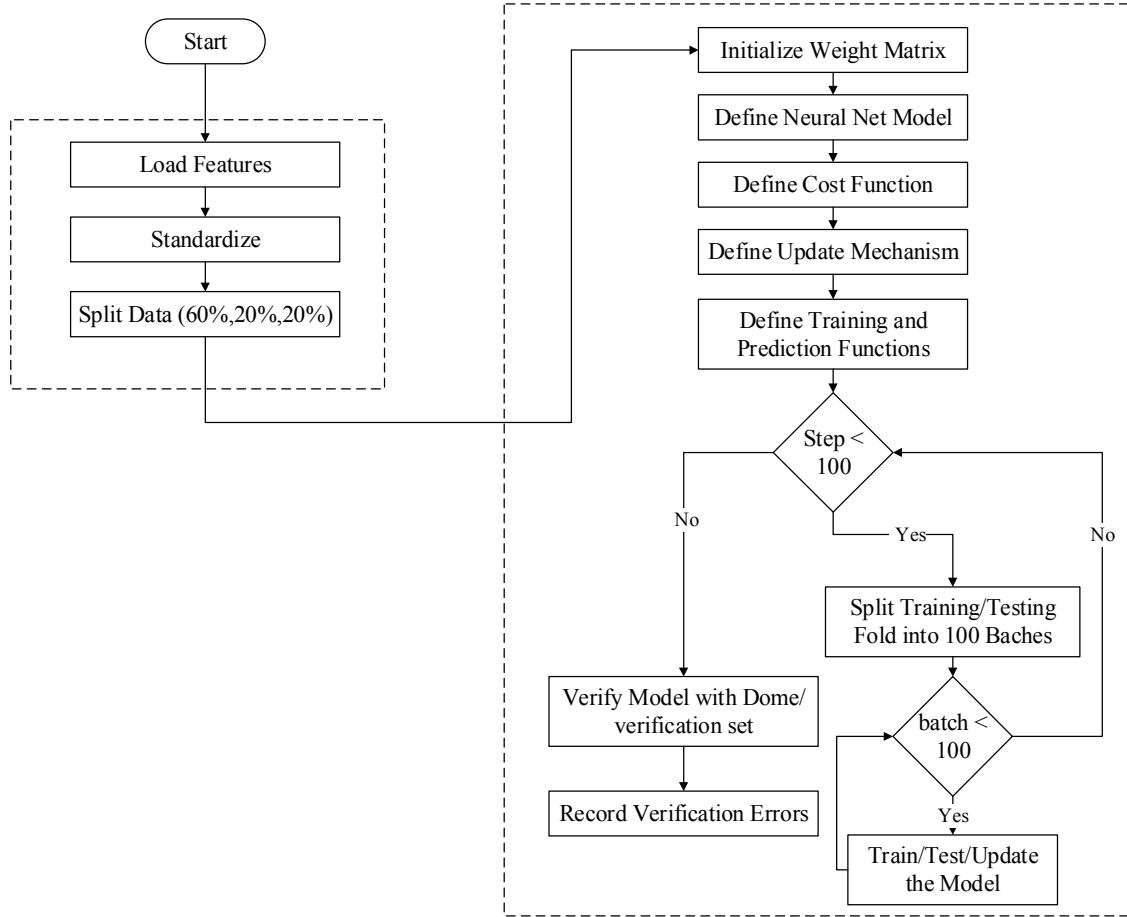 Start
Load Features
Standardize
Split Data (60%,20%,20%)
Initialize Weight Matrix
Define Neural Net Model
Define Cost Function
Define Update Mechanism
Define Training and
Prediction Functions
Step <
100
No
Yes
No
Split Training/Testing
Fold into 100 Baches
Verify Model with Dome/
verification set
batch <
100
Record Verification Errors
Yes
Train/Test/Update
the Model